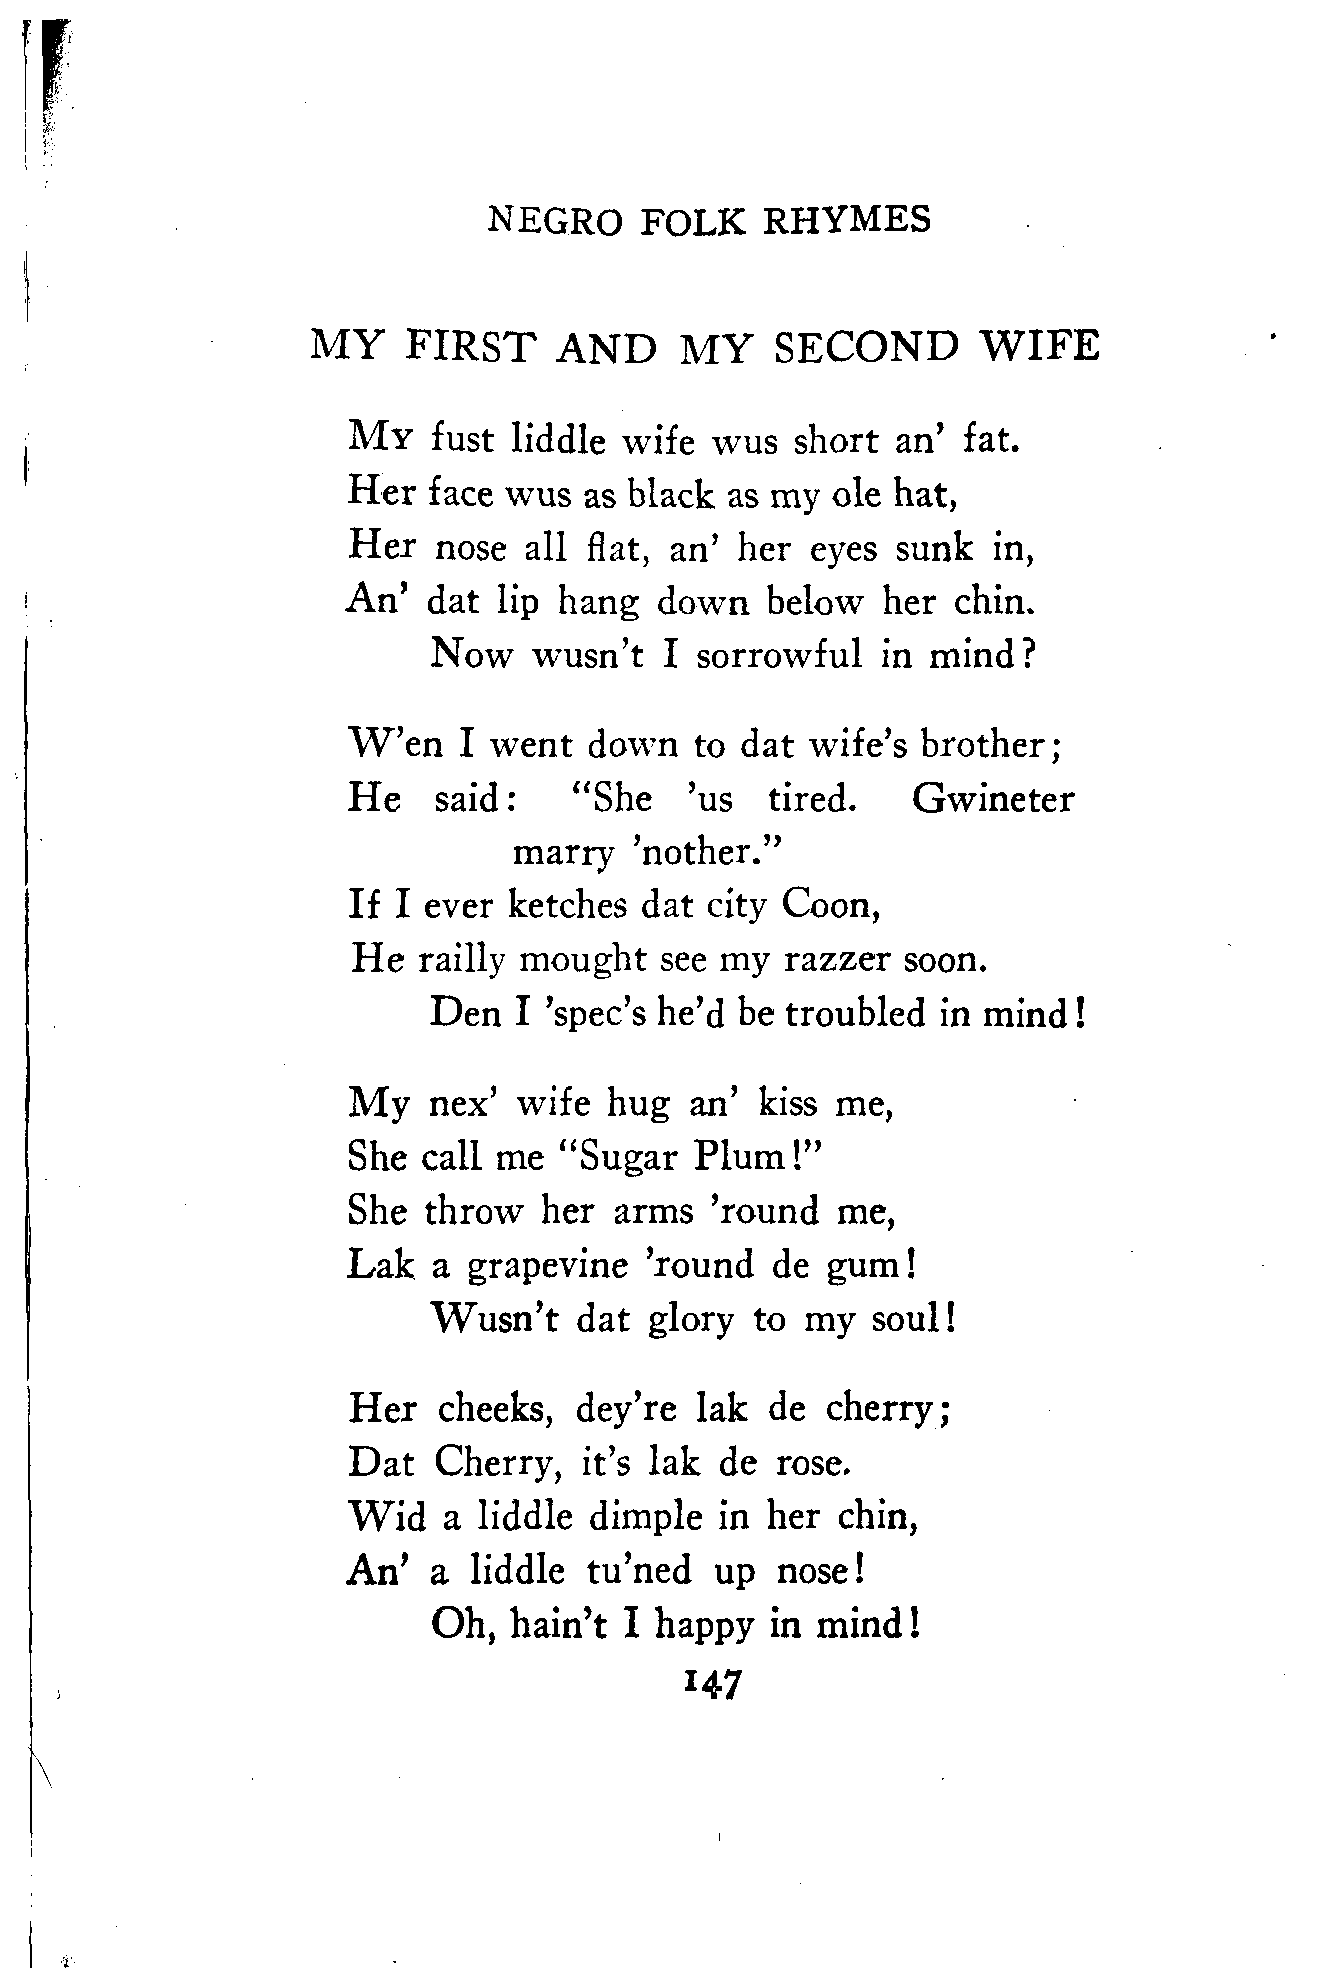 NEGRO FOLK RHYMES
MY FIRST AND MY SECOND WIFE
My fust liddle wife wus short an' fat.
Her face wus as black as my ole hat,
Her nose all flat, an' her eyes sunk in,
An' dat lip hang down below her chin.
Now wusn't I sorrowful in mind?
W'en I went down to dat wife's brother;
He said: "She 'us tired. Gwineter
marry 'nother."
If I ever ketches dat city Coon,
He railly mought see my razzer soon.
Den I 'spec's he'd be troubled in mind!
My nex' wife hug an' kiss me,
She call me "Sugar Plum!"
She throw her arms 'round me,
Lak a grapevine 'round de gum!
Wusn't dat glory to my soul!
Her cheeks, dey're lak de cherry;
Dat Cherry, it's lak de rose.
Wid a liddle dimple in her chin,
An' a liddle tu'ned up nose!
Oh, hain't I happy in mind!
147